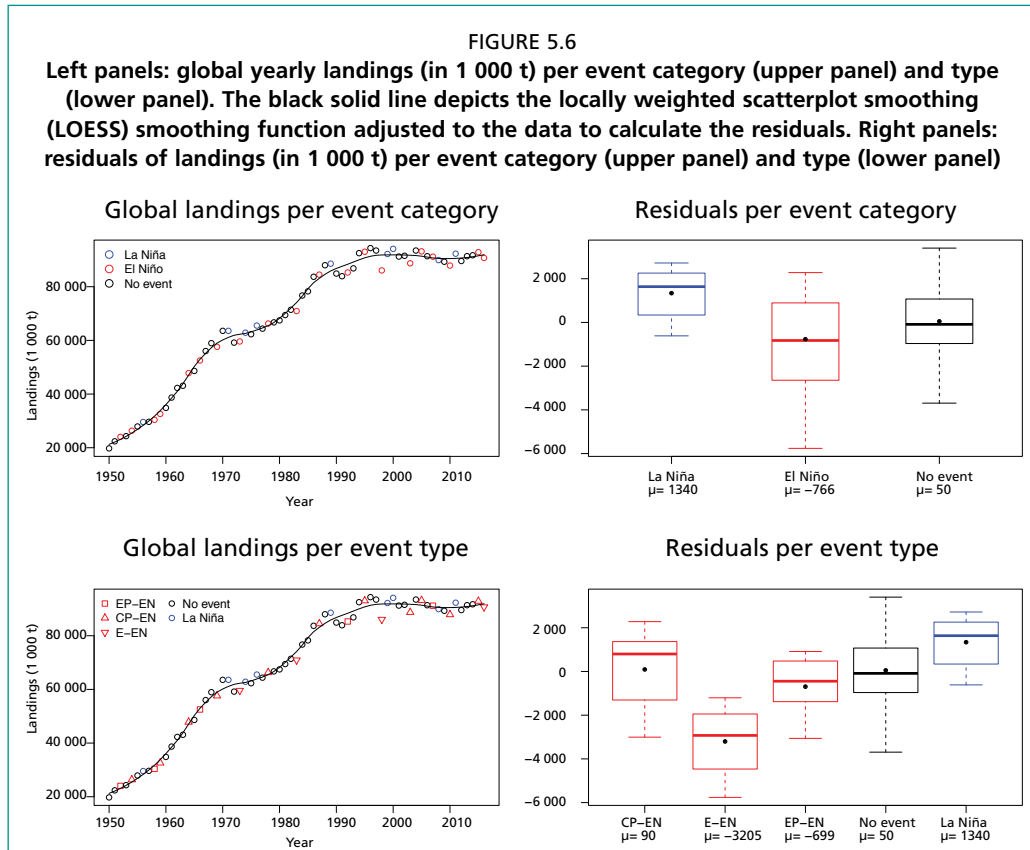 FIGURE 5.6
Left panels: global yearly landings (in 1 000 t) per event category (upper panel) and type
(lower panel). The black solid line depicts the locally weighted scatterplot smoothing
(LOESS) smoothing function adjusted to the data to calculate the residuals. Right panels:
residuals of landings (in 1 000 t) per event category (upper panel) and type (lower panel)
Global landings per event category
La Niña
El Niño
No event
Landings (1 000 t)
80 000
60 000
40 000
20 000
1950 1960 1970 1980 1990 2000 2010
Year
Residuals per event category
2 000
0
−2 000
−4 000
−6 000
La Niña El Niño No event
μ= 1340 μ= −766 μ= 50
Global landings per event type
EP−EN No event
CP−EN La Niña
E−EN
Landings (1 000 t)
80 000
60 000
40 000
20 000
1950 1960 1970 1980 1990 2000 2010
Year
Residuals per event type
2 000
0
−2 000
−4 000
−6 000
CP−EN E−EN EP−EN No event La Niña
μ= 90 μ= −3205 μ= −699 μ= 50 μ= 1340